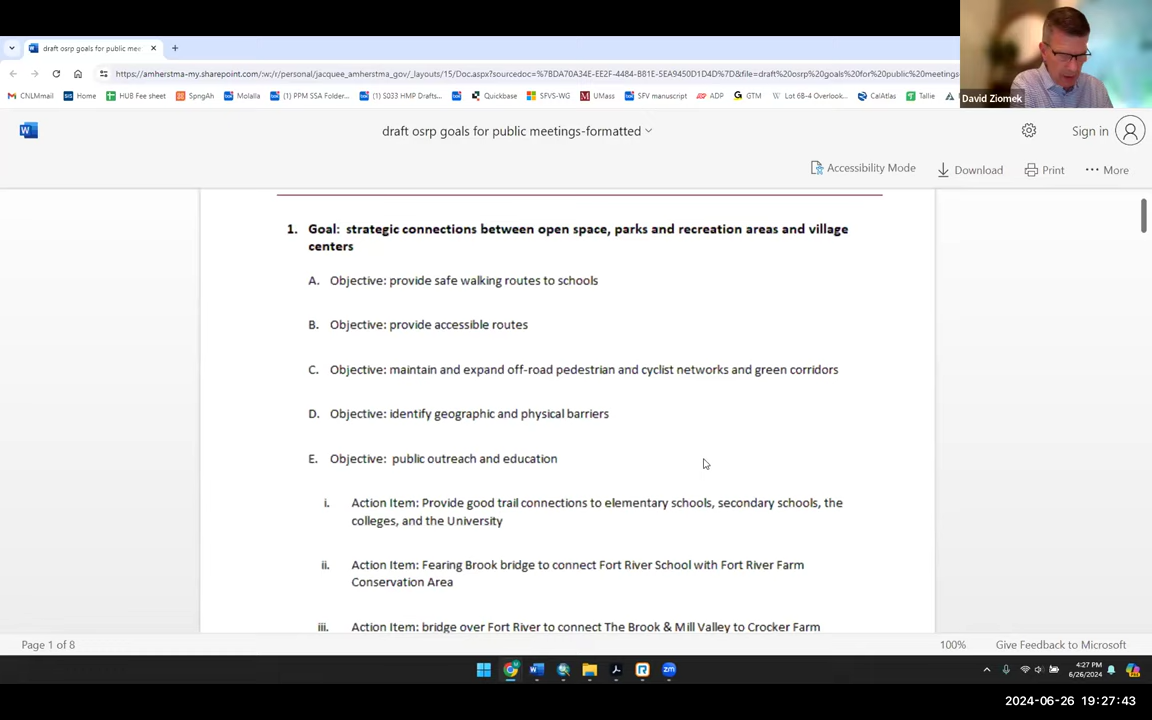 draft osrp goals for public mee
https://amherstma-my.sharepoint.com/:w:/r/personal/jacquee_amherstma_gov/_layouts/15/Doc.aspx?sourcedoc=%7BDA70A34E-EE2F-4484-B81E-5EA9450D1D4D%7D&file=draft%20osrp%20goals%20for%20public%20meetings-
David Ziomek
CNLMmail
Home
HUB Fee sheet
SpngAh
Molalla
(1) PPM SSA Folder...
(1) S033 HMP Drafts...
Quickbase
SFVS-WG
UMass
SFV manuscript
ADP
GTM
Lot 6B-4 Overlook...
CalAtlas
Tallie
draft osrp goals for public meetings-formatted
Sign in
Accessibility Mode
Download
Print
More
1. Goal: strategic connections between open space, parks and recreation areas and village
centers
A. Objective: provide safe walking routes to schools
B. Objective: provide accessible routes
C. Objective: maintain and expand off-road pedestrian and cyclist networks and green corridors
D. Objective: identify geographic and physical barriers
E. Objective: public outreach and education
i. Action Item: Provide good trail connections to elementary schools, secondary schools, the
colleges, and the University
ii. Action Item: Fearing Brook bridge to connect Fort River School with Fort River Farm
Conservation Area
iii. Action Item: bridge over Fort River to connect The Brook & Mill Valley to Crocker Farm
Page 1 of 8
100%
Give Feedback to Microsoft
4:27 PM
6/26/2024
2024-06-26 19:27:43